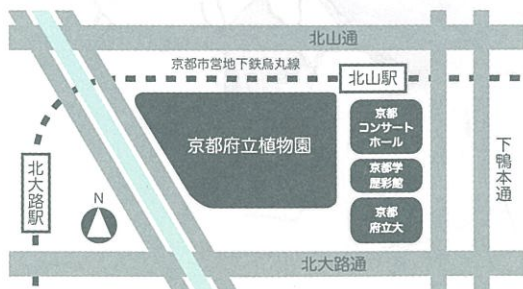 北山通
京都市営地下鉄烏丸線
北山駅
京都
コンサート
ホール
京都府立植物園
京都学
歴彩館
下鴨本通
北大路駅
N
京都
府立大
北大路通